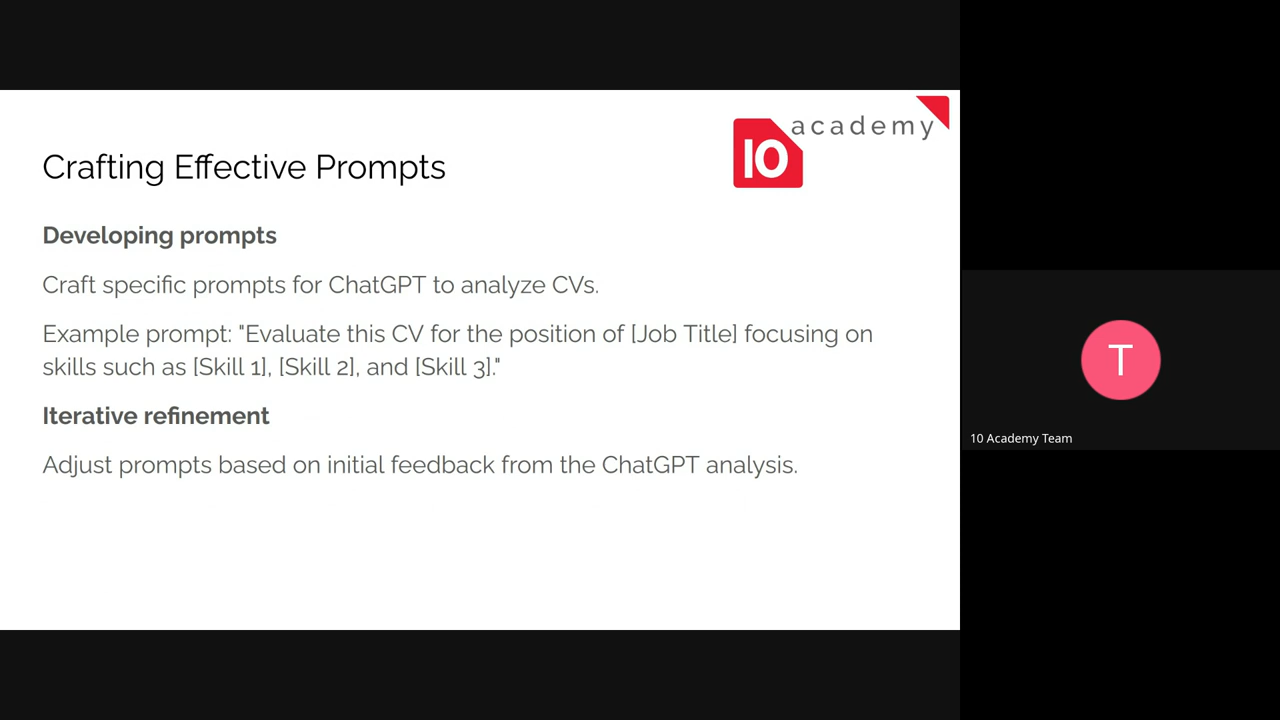 academy
10
Crafting Effective Prompts
Developing prompts
Craft specific prompts for ChatGPT to analyze CVs.
Example prompt: "Evaluate this CV for the position of [Job Title] focusing on
skills such as [Skill 1], [Skill 2], and [Skill 3]."
Iterative refinement
Adjust prompts based on initial feedback from the ChatGPT analysis.
T
10 Academy Team